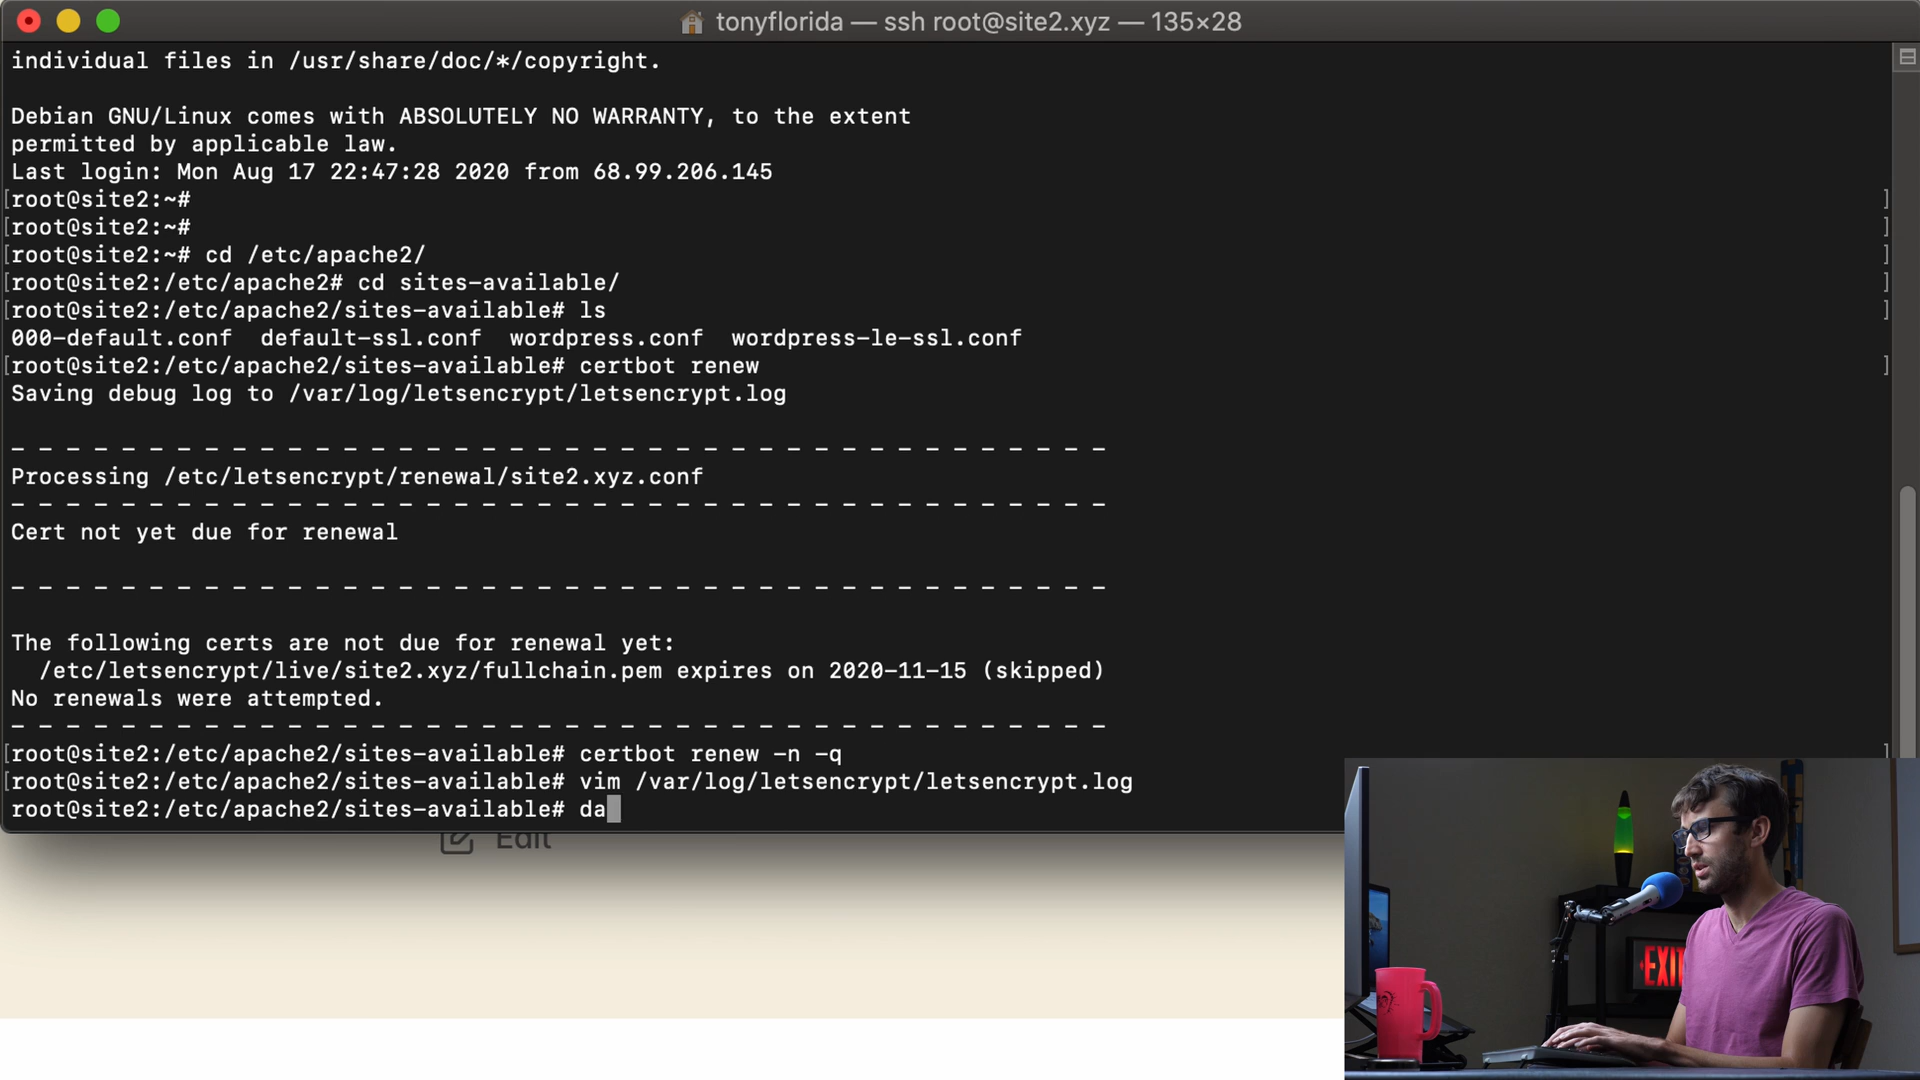 tonyflorida — ssh root@site2.xyz — 135×28
individual files in /usr/share/doc/*/copyright.
Debian GNU/Linux comes with ABSOLUTELY NO WARRANTY, to the extent
permitted by applicable law.
Last login: Mon Aug 17 22:47:28 2020 from 68.99.206.145
[root@site2:~# ]
[root@site2:~# ]
[root@site2:~# cd /etc/apache2/ ]
[root@site2:/etc/apache2# cd sites-available/ ]
[root@site2:/etc/apache2/sites-available# ls ]
000-default.conf  default-ssl.conf  wordpress.conf  wordpress-le-ssl.conf
[root@site2:/etc/apache2/sites-available# certbot renew ]
Saving debug log to /var/log/letsencrypt/letsencrypt.log
- - - - - - - - - - - - - - - - - - - - - - - - - - - - - - - - - - - - - - - -
Processing /etc/letsencrypt/renewal/site2.xyz.conf
- - - - - - - - - - - - - - - - - - - - - - - - - - - - - - - - - - - - - - - -
Cert not yet due for renewal
- - - - - - - - - - - - - - - - - - - - - - - - - - - - - - - - - - - - - - - -
The following certs are not due for renewal yet:
  /etc/letsencrypt/live/site2.xyz/fullchain.pem expires on 2020-11-15 (skipped)
No renewals were attempted.
- - - - - - - - - - - - - - - - - - - - - - - - - - - - - - - - - - - - - - - -
[root@site2:/etc/apache2/sites-available# certbot renew -n -q ]
[root@site2:/etc/apache2/sites-available# vim /var/log/letsencrypt/letsencrypt.log
root@site2:/etc/apache2/sites-available# da
Edit
EXI